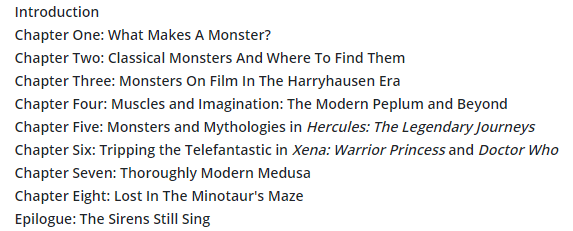 Introduction
Chapter One: What Makes A Monster?
Chapter Two: Classical Monsters And Where To Find Them
Chapter Three: Monsters On Film In The Harryhausen Era
Chapter Four: Muscles and Imagination: The Modern Peplum and Beyond
Chapter Five: Monsters and Mythologies in Hercules: The Legendary Journeys
Chapter Six: Tripping the Telefantastic in Xena: Warrior Princess and Doctor Who
Chapter Seven: Thoroughly Modern Medusa
Chapter Eight: Lost In The Minotaur's Maze
Epilogue: The Sirens Still Sing